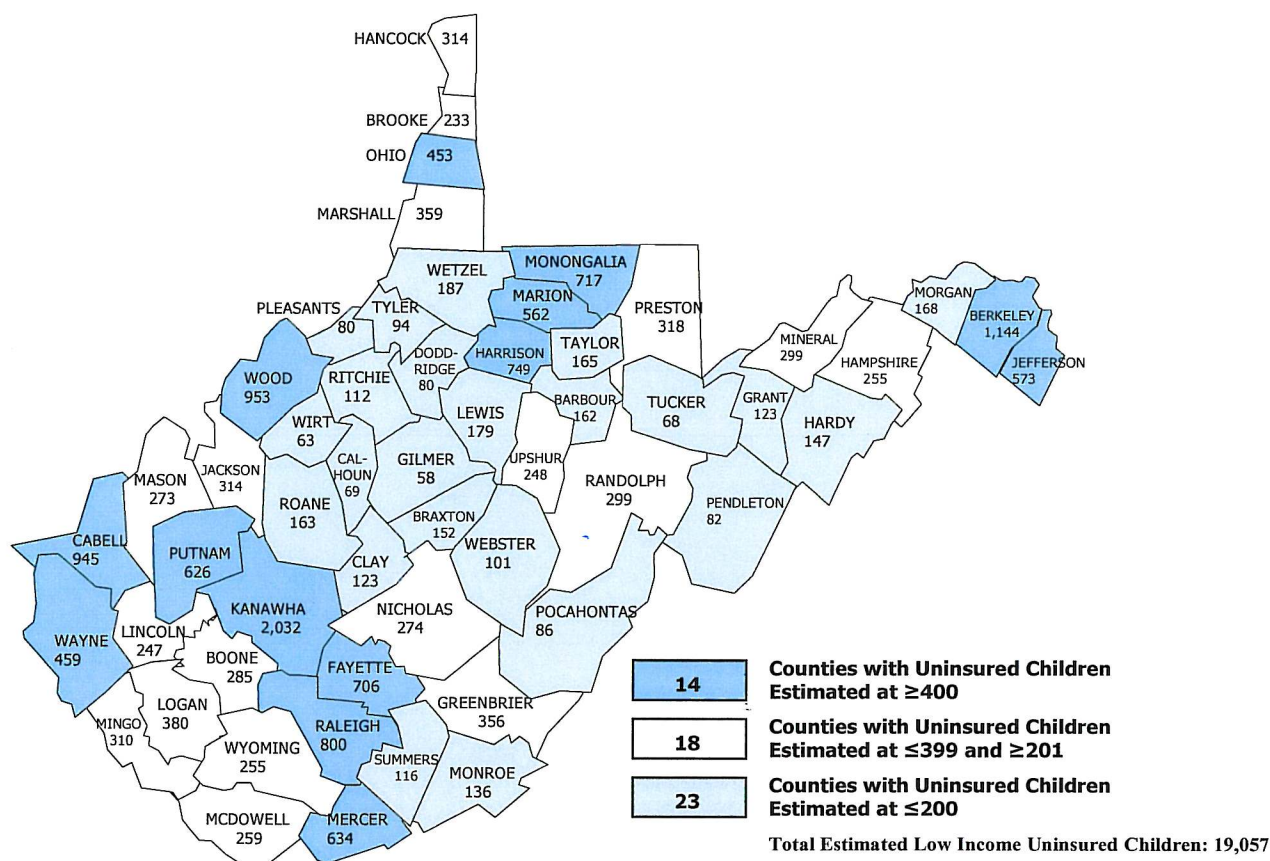 HANCOCK 314
BROOKE 233
OHIO 453
MARSHALL 359
WETZEL
187
MONONGALIA
717
MARION
562
PRESTON
318
MORGAN
168
BERKELEY
1,144
JEFFERSON
573
PLEASANTS
80
TYLER
94
DODD-
RIDGE
80
HARRISON
749
TAYLOR
165
MINERAL
299
HAMPSHIRE
255
WOOD
953
RITCHIE
112
BARBOUR
162
TUCKER
68
GRANT
123
HARDY
147
WIRT
63
LEWIS
179
CAL-
HOUN
69
GILMER
58
UPSHUR
248
RANDOLPH
299
PENDLETON
82
MASON
273
JACKSON
314
ROANE
163
BRAXTON
152
WEBSTER
101
CABELL
945
PUTNAM
626
CLAY
123
KANAWHA
2,032
NICHOLAS
274
POCAHONTAS
86
WAYNE
459
LINCOLN
247
BOONE
285
FAYETTE
706
GREENBRIER
356
MINGO
310
LOGAN
380
WYOMING
255
RALEIGH
800
SUMMERS
116
MONROE
136
MCDOWELL
259
MERCER
634
14 Counties with Uninsured Children
Estimated at ≥400
18 Counties with Uninsured Children
Estimated at ≤399 and ≥201
23 Counties with Uninsured Children
Estimated at ≤200
Total Estimated Low Income Uninsured Children: 19,057